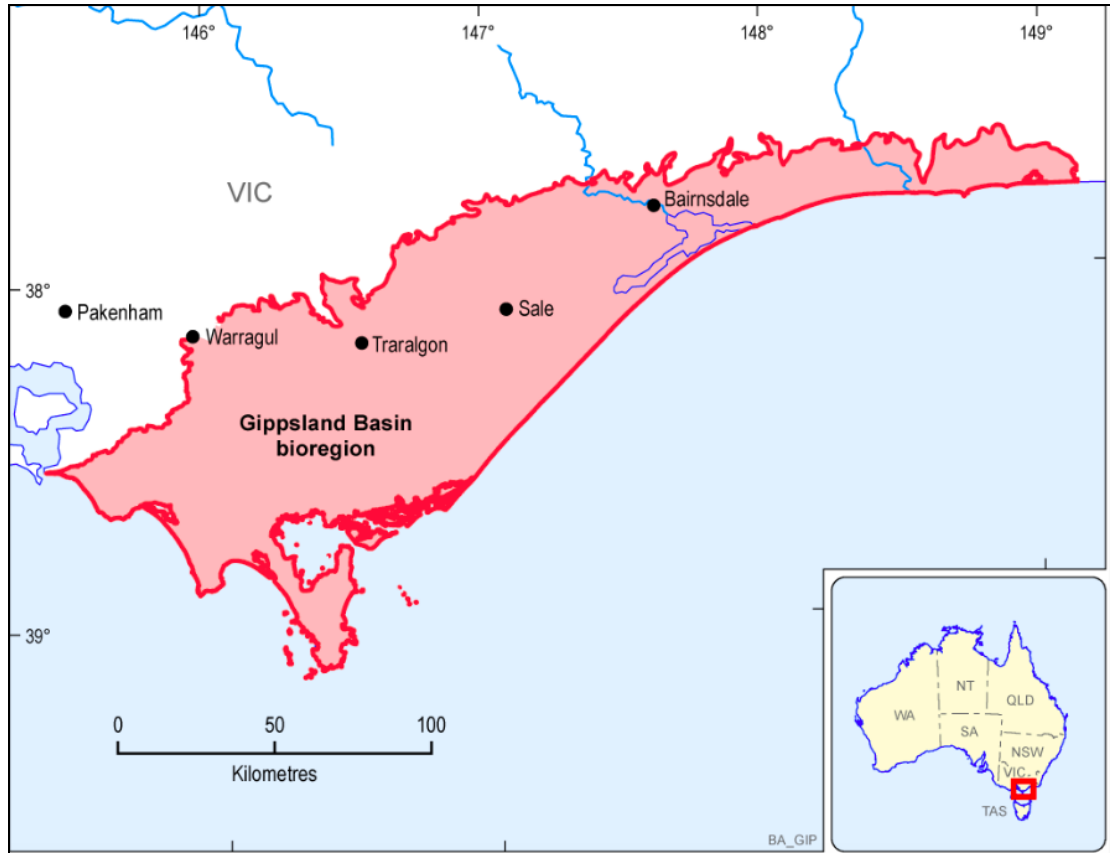 146°
147°
148°
149°
VIC
Bairnsdale
38°
Pakenham
Sale
Warragul
Traralgon
Gippsland Basin
bioregion
39°
0
50
100
Kilometres
NT
QLD
WA
SA
NSW
VIC
TAS
BA_GIP